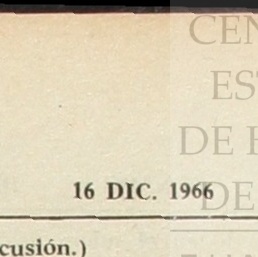 CEN
ES
DE
16 DIC. 1966
DE
cusión.)